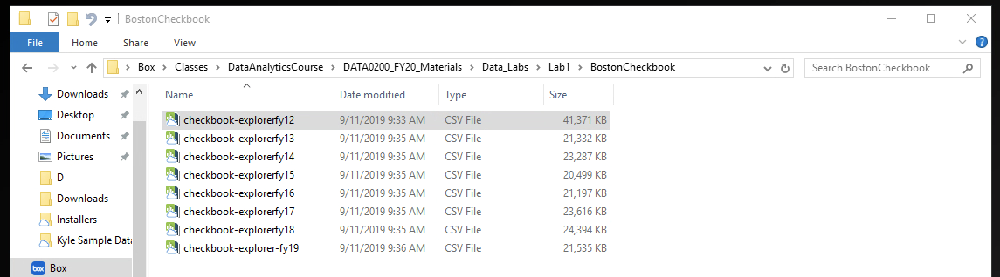 BostonCheckbook
File Home Share View
Box > Classes > DataAnalyticsCourse > DATA0200_FY20_Materials > Data_Labs > Lab1 > BostonCheckbook Search BostonCheckbook
Downloads
Desktop
Documents
Pictures
D
Downloads
Installers
Kyle Sample Data
box Box
Name Date modified Type Size
checkbook-explorerfy12 9/11/2019 9:33 AM CSV File 41,371 KB
checkbook-explorerfy13 9/11/2019 9:35 AM CSV File 21,332 KB
checkbook-explorerfy14 9/11/2019 9:35 AM CSV File 23,287 KB
checkbook-explorerfy15 9/11/2019 9:35 AM CSV File 20,499 KB
checkbook-explorerfy16 9/11/2019 9:35 AM CSV File 21,197 KB
checkbook-explorerfy17 9/11/2019 9:35 AM CSV File 23,616 KB
checkbook-explorerfy18 9/11/2019 9:35 AM CSV File 24,394 KB
checkbook-explorer-fy19 9/11/2019 9:36 AM CSV File 21,535 KB